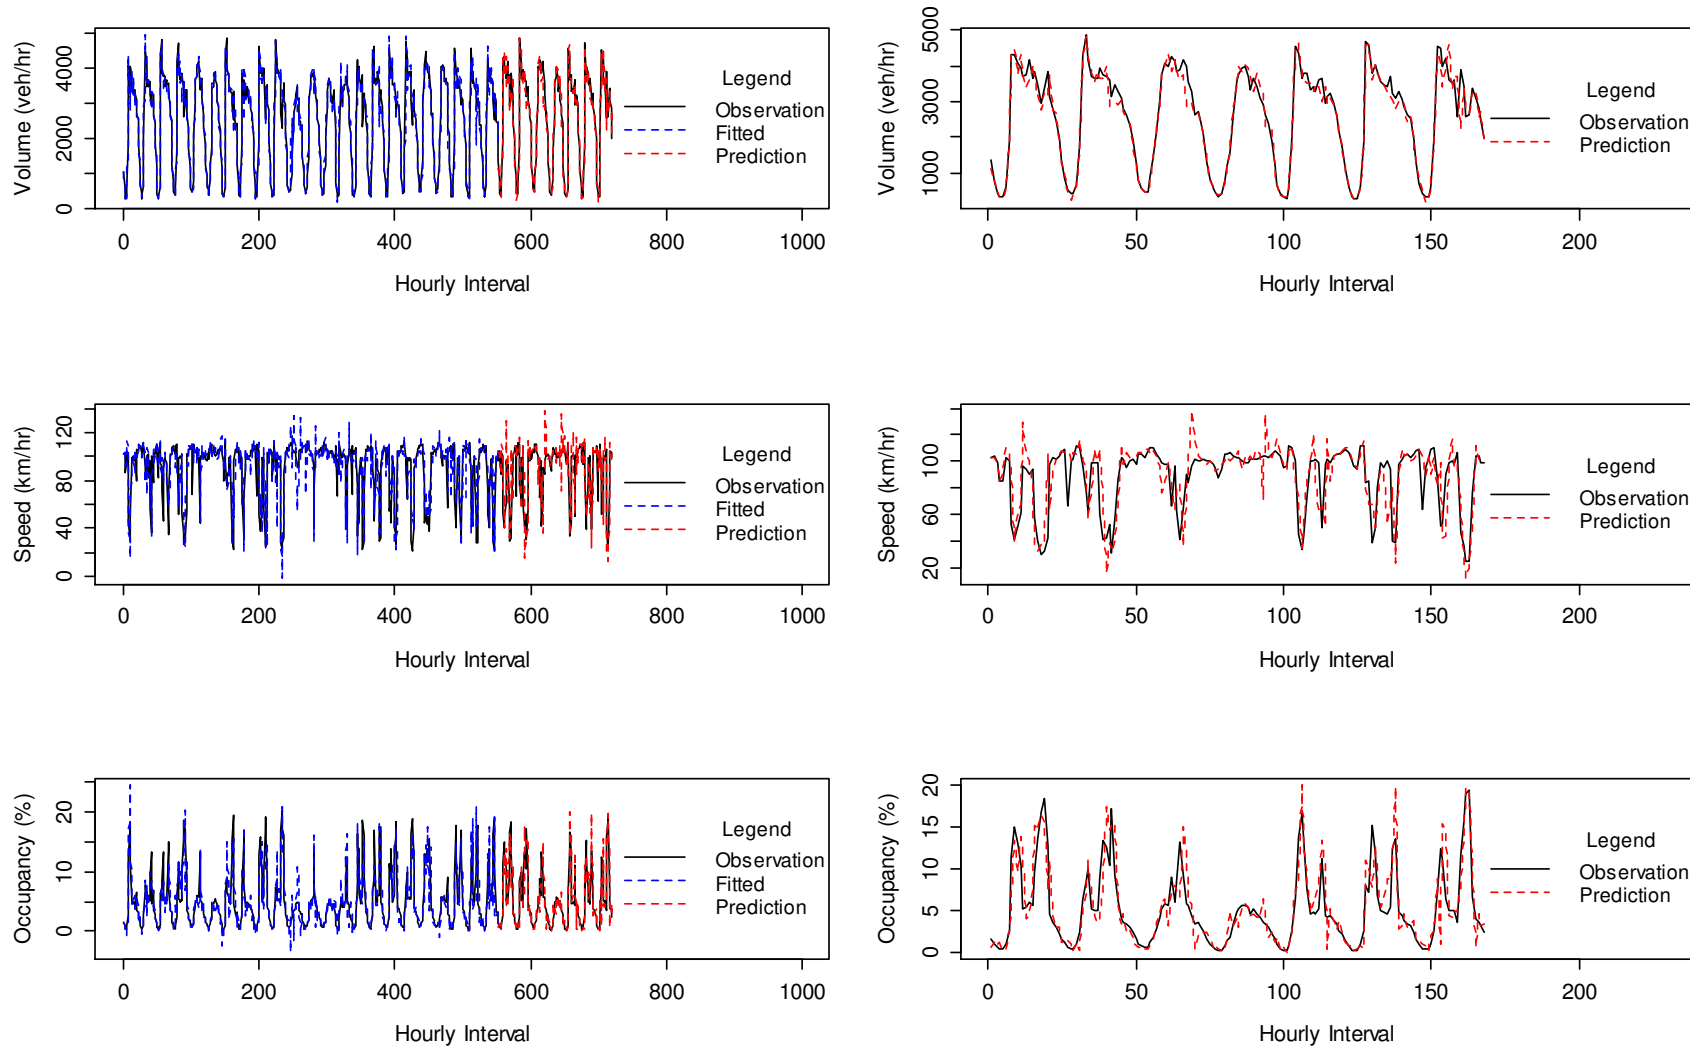 Volume (veh/hr)
0 2000 4000
0 200 400 600 800 1000
Hourly Interval
Legend
Observation
Fitted
Prediction
Volume (veh/hr)
1000 3000 5000
0 50 100 150 200
Hourly Interval
Legend
Observation
Prediction
Speed (km/hr)
0 40 80 120
0 200 400 600 800 1000
Hourly Interval
Legend
Observation
Fitted
Prediction
Speed (km/hr)
20 60 100
0 50 100 150 200
Hourly Interval
Legend
Observation
Prediction
Occupancy (%)
0 10 20
0 200 400 600 800 1000
Hourly Interval
Legend
Observation
Fitted
Prediction
Occupancy (%)
0 5 10 15 20
0 50 100 150 200
Hourly Interval
Legend
Observation
Prediction